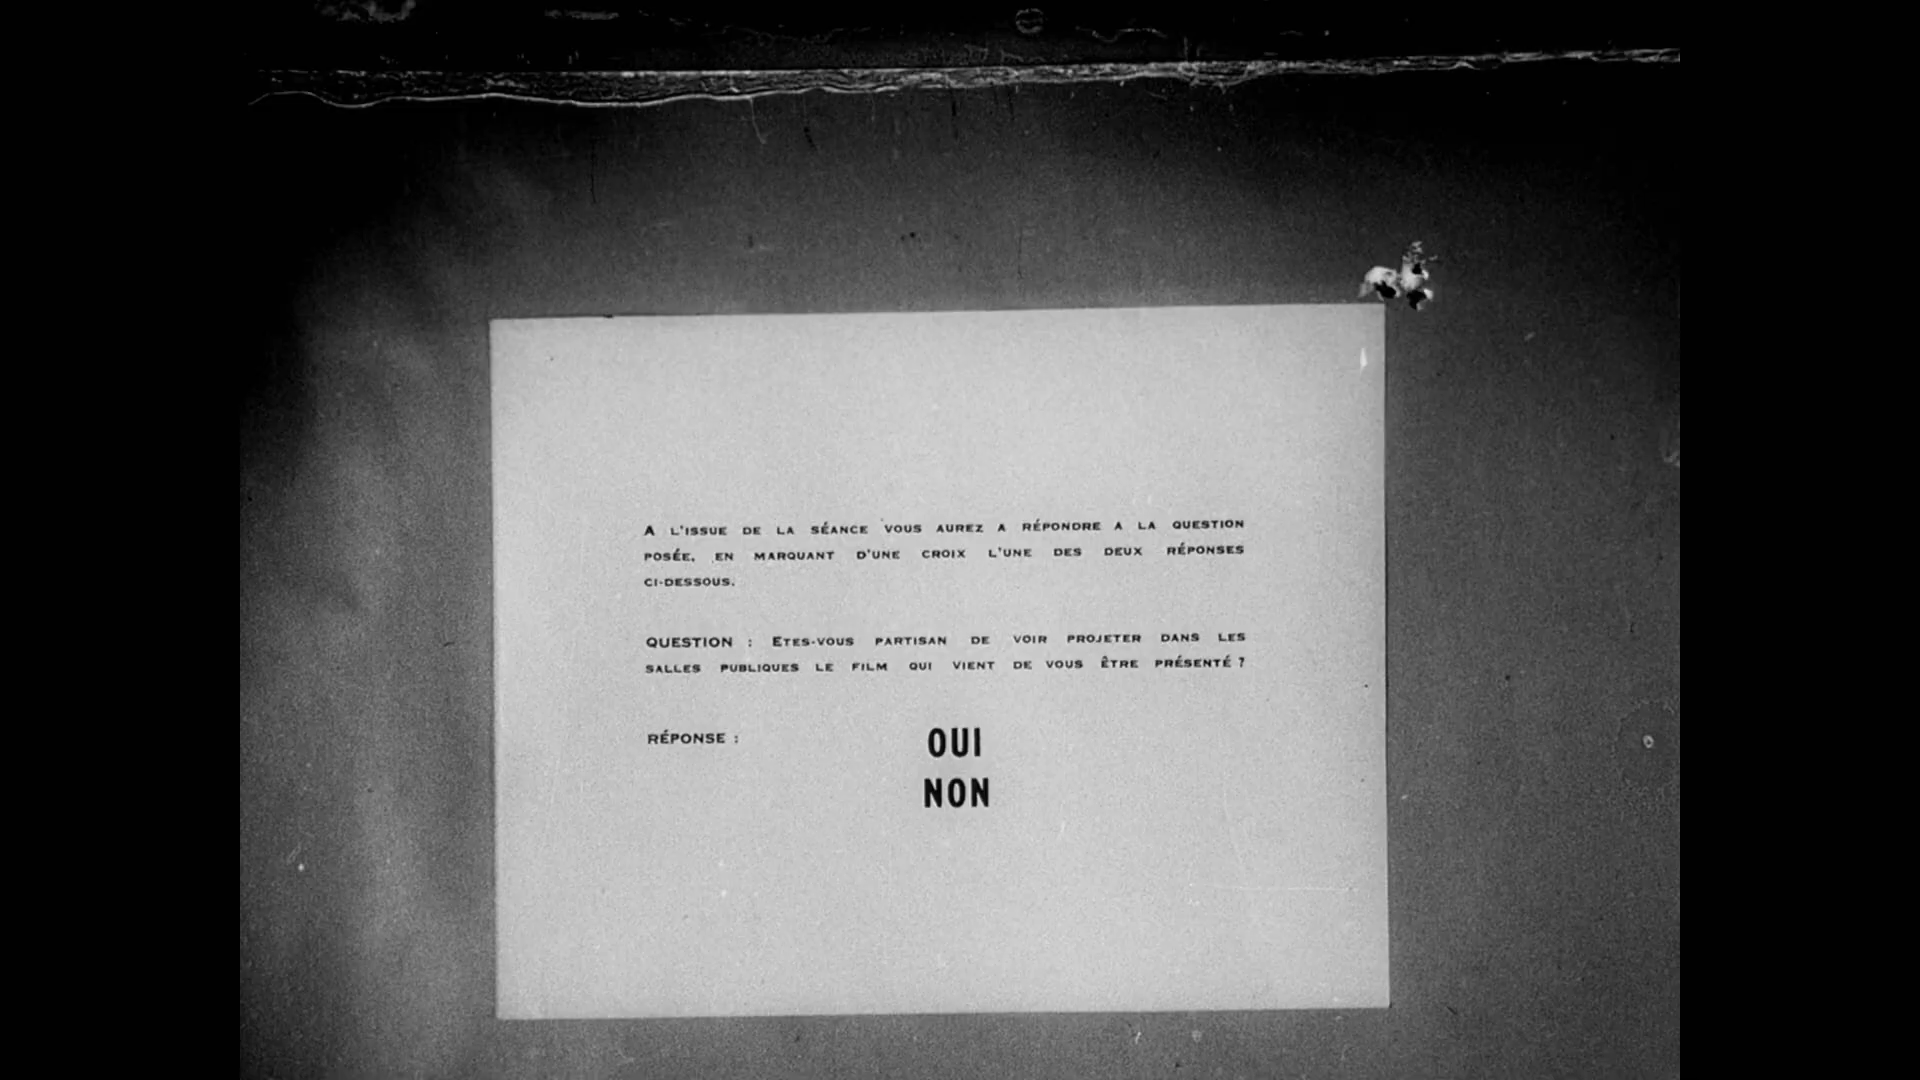 A L'ISSUE DE LA SÉANCE VOUS AUREZ A RÉPONDRE A LA QUESTION
POSÉE, EN MARQUANT D'UNE CROIX L'UNE DES DEUX RÉPONSES
CI-DESSOUS.
QUESTION : ETES-VOUS PARTISAN DE VOIR PROJETER DANS LES
SALLES PUBLIQUES LE FILM QUI VIENT DE VOUS ÊTRE PRÉSENTÉ ?
RÉPONSE : OUI
NON